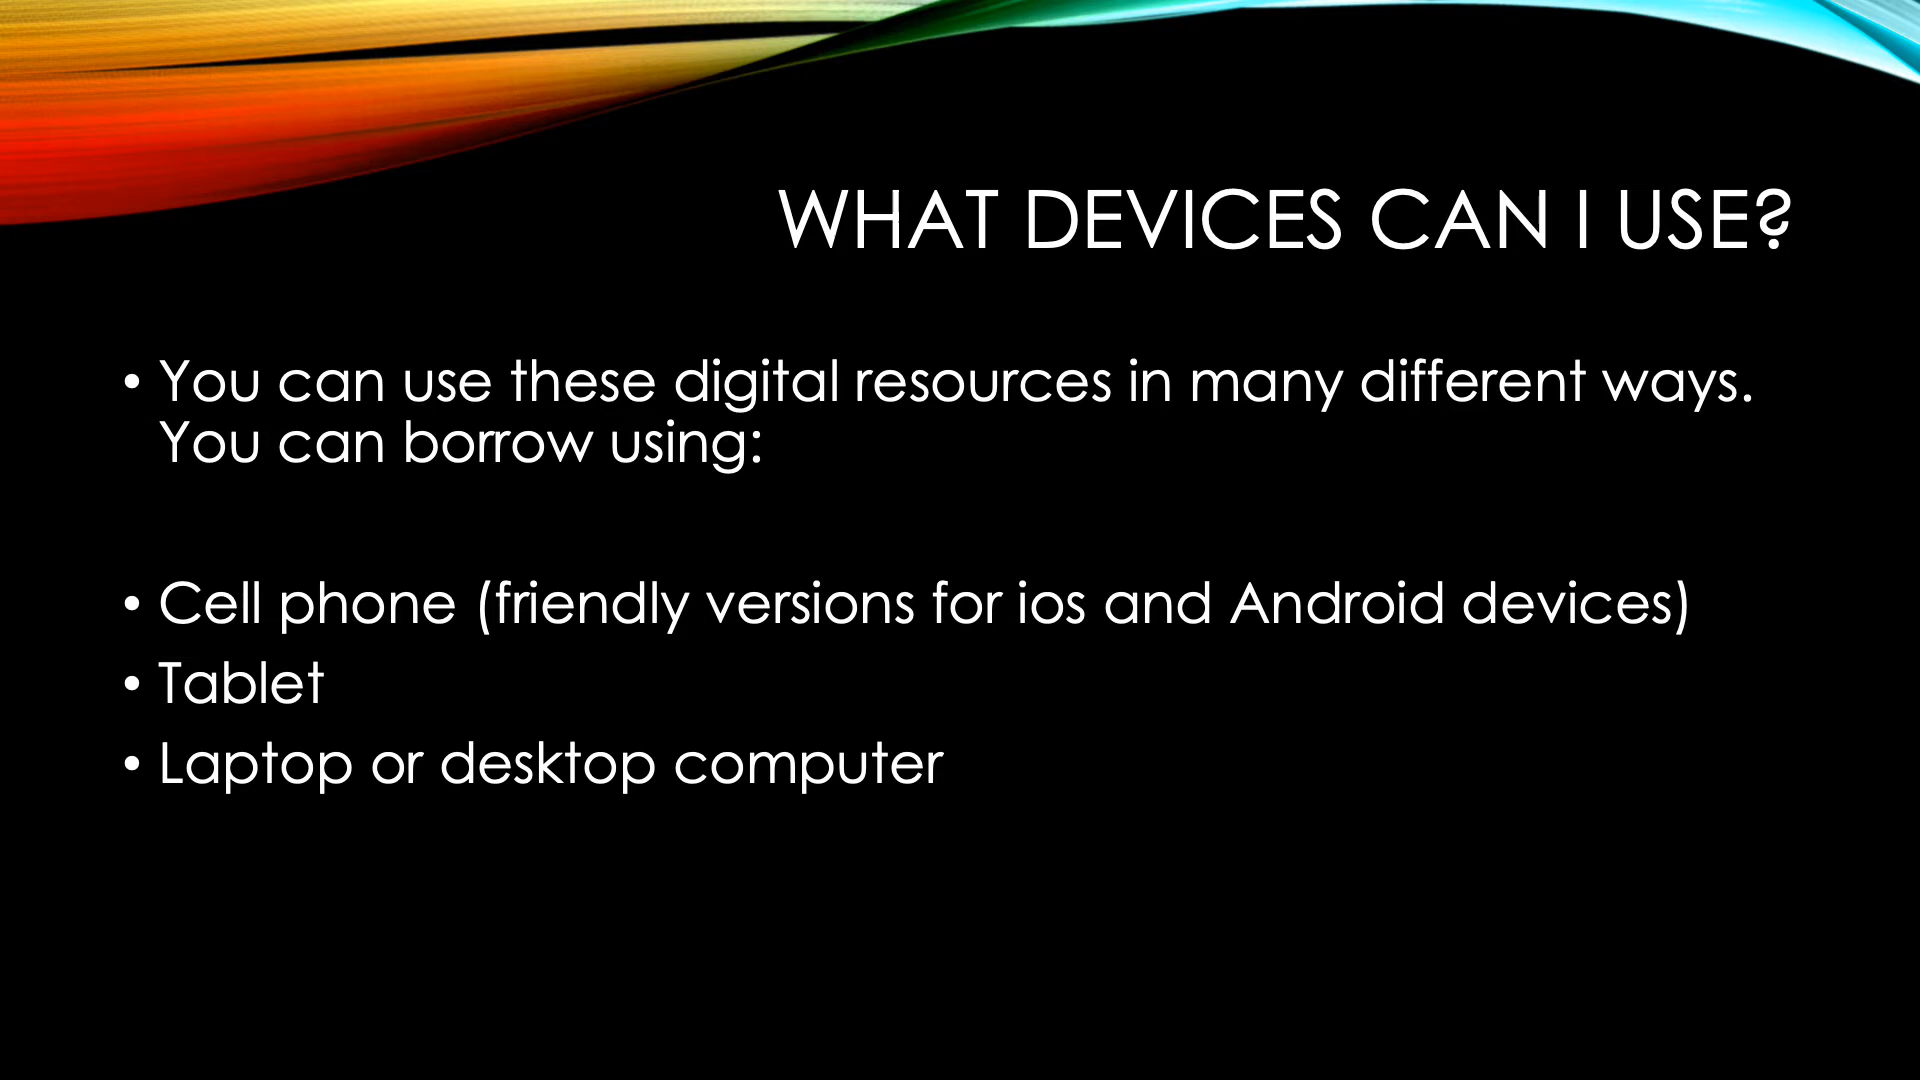 WHAT DEVICES CAN I USE?
• You can use these digital resources in many different ways.
You can borrow using:
• Cell phone (friendly versions for ios and Android devices)
• Tablet
• Laptop or desktop computer